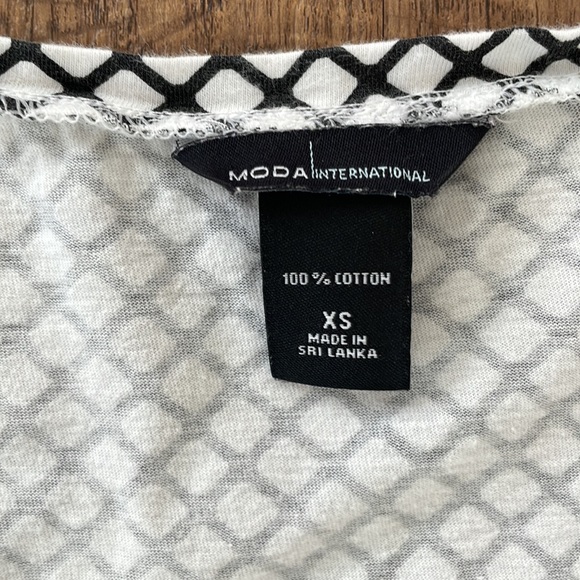 MODA INTERNATIONAL
100 % COTTON
XS
MADE IN
SRI LANKA